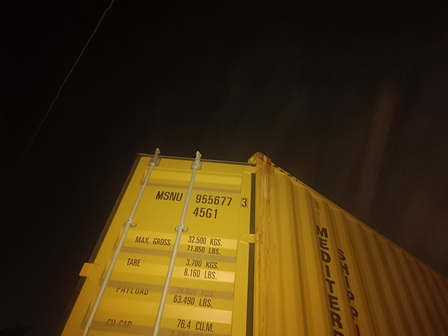 MSNU 955677 3
45G1
MAX. GROSS 32.500 KGS.
71.650 LBS.
TARE 3.700 KGS.
8.160 LBS.
PAYLOAD
63.490 LBS.
CU.CAP. 76.4 CU.M.
MEDITER
SHIPP